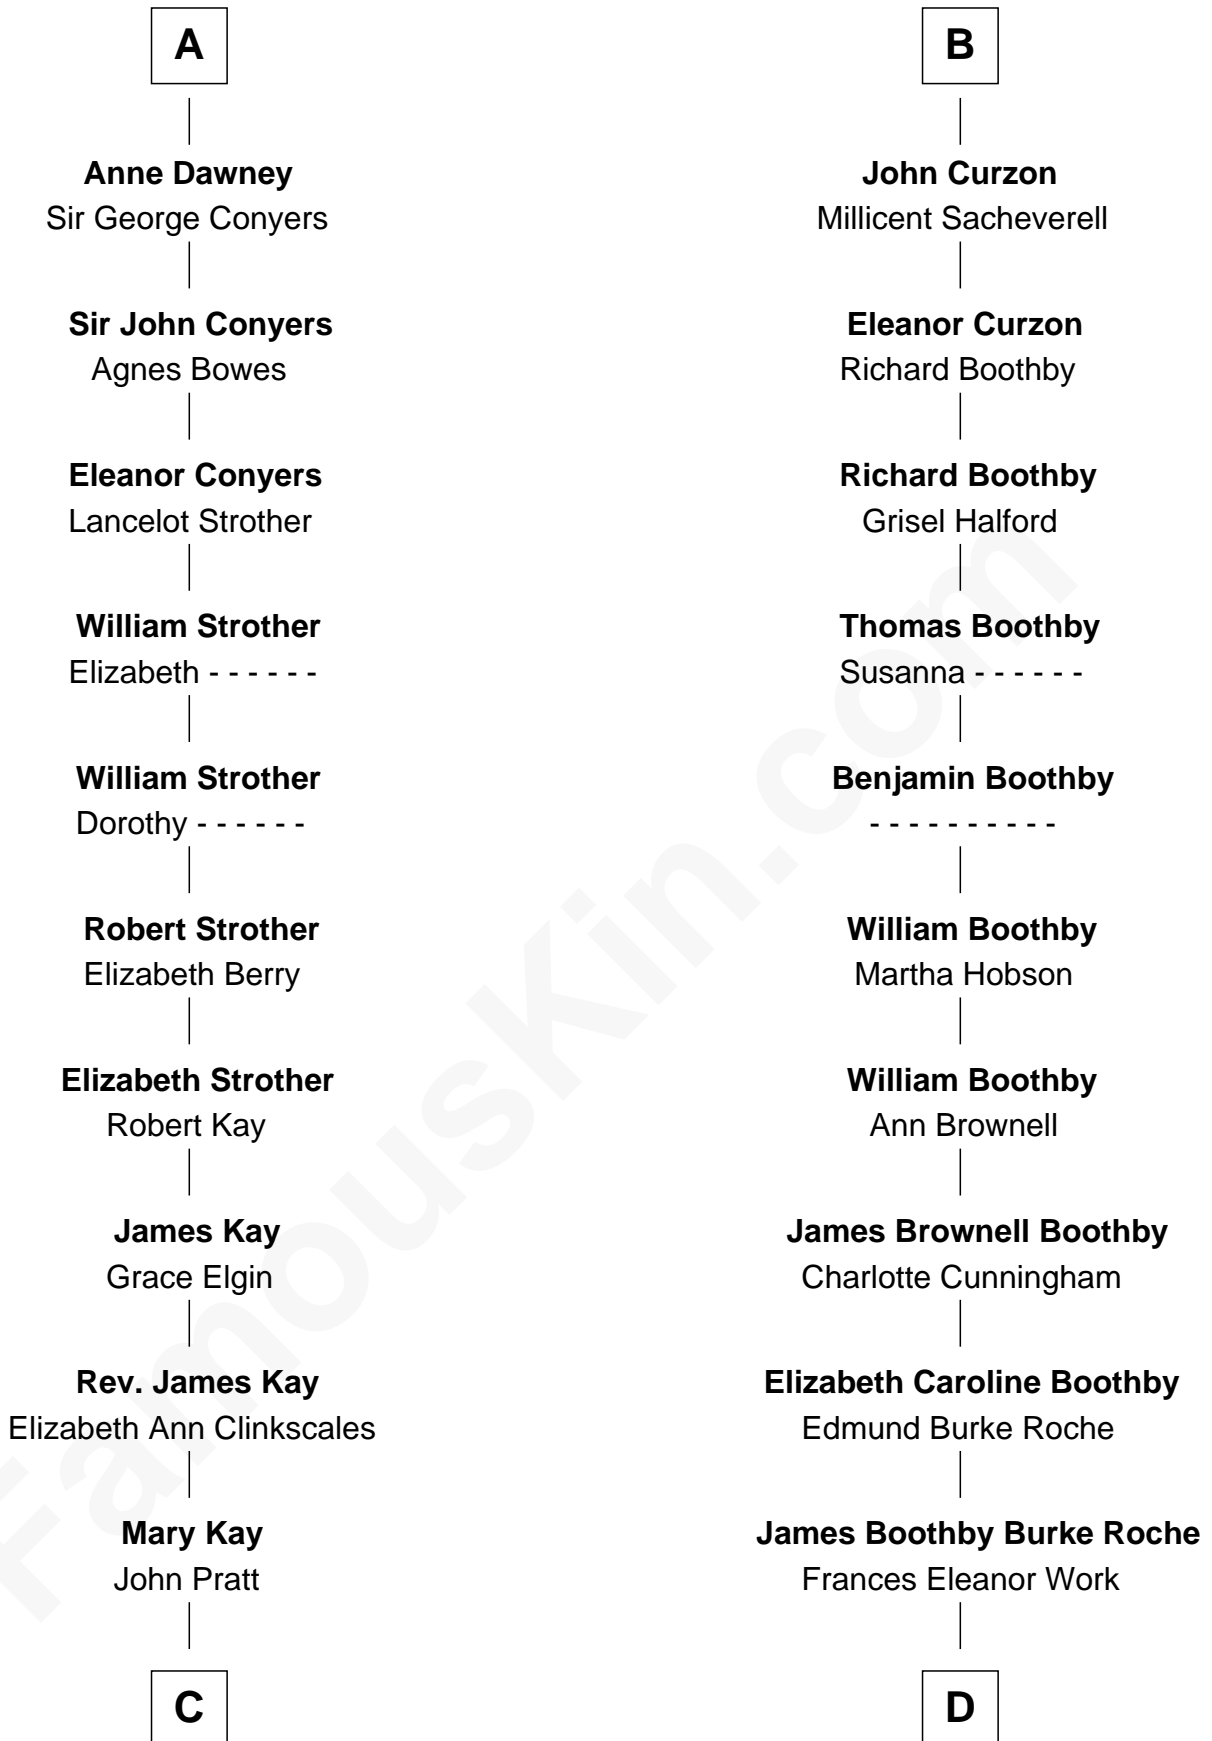 A
Anne Dawney
Sir George Conyers
Sir John Conyers
Agnes Bowes
Eleanor Conyers
Lancelot Strother
William Strother
Elizabeth - - - - - -
William Strother
Dorothy - - - - - -
Robert Strother
Elizabeth Berry
Elizabeth Strother
Robert Kay
James Kay
Grace Elgin
Rev. James Kay
Elizabeth Ann Clinkscales
Mary Kay
John Pratt
C
B
John Curzon
Millicent Sacheverell
Eleanor Curzon
Richard Boothby
Richard Boothby
Grisel Halford
Thomas Boothby
Susanna - - - - - -
Benjamin Boothby
- - - - - - - - - -
William Boothby
Martha Hobson
William Boothby
Ann Brownell
James Brownell Boothby
Charlotte Cunningham
Elizabeth Caroline Boothby
Edmund Burke Roche
James Boothby Burke Roche
Frances Eleanor Work
D
FamousKin.com